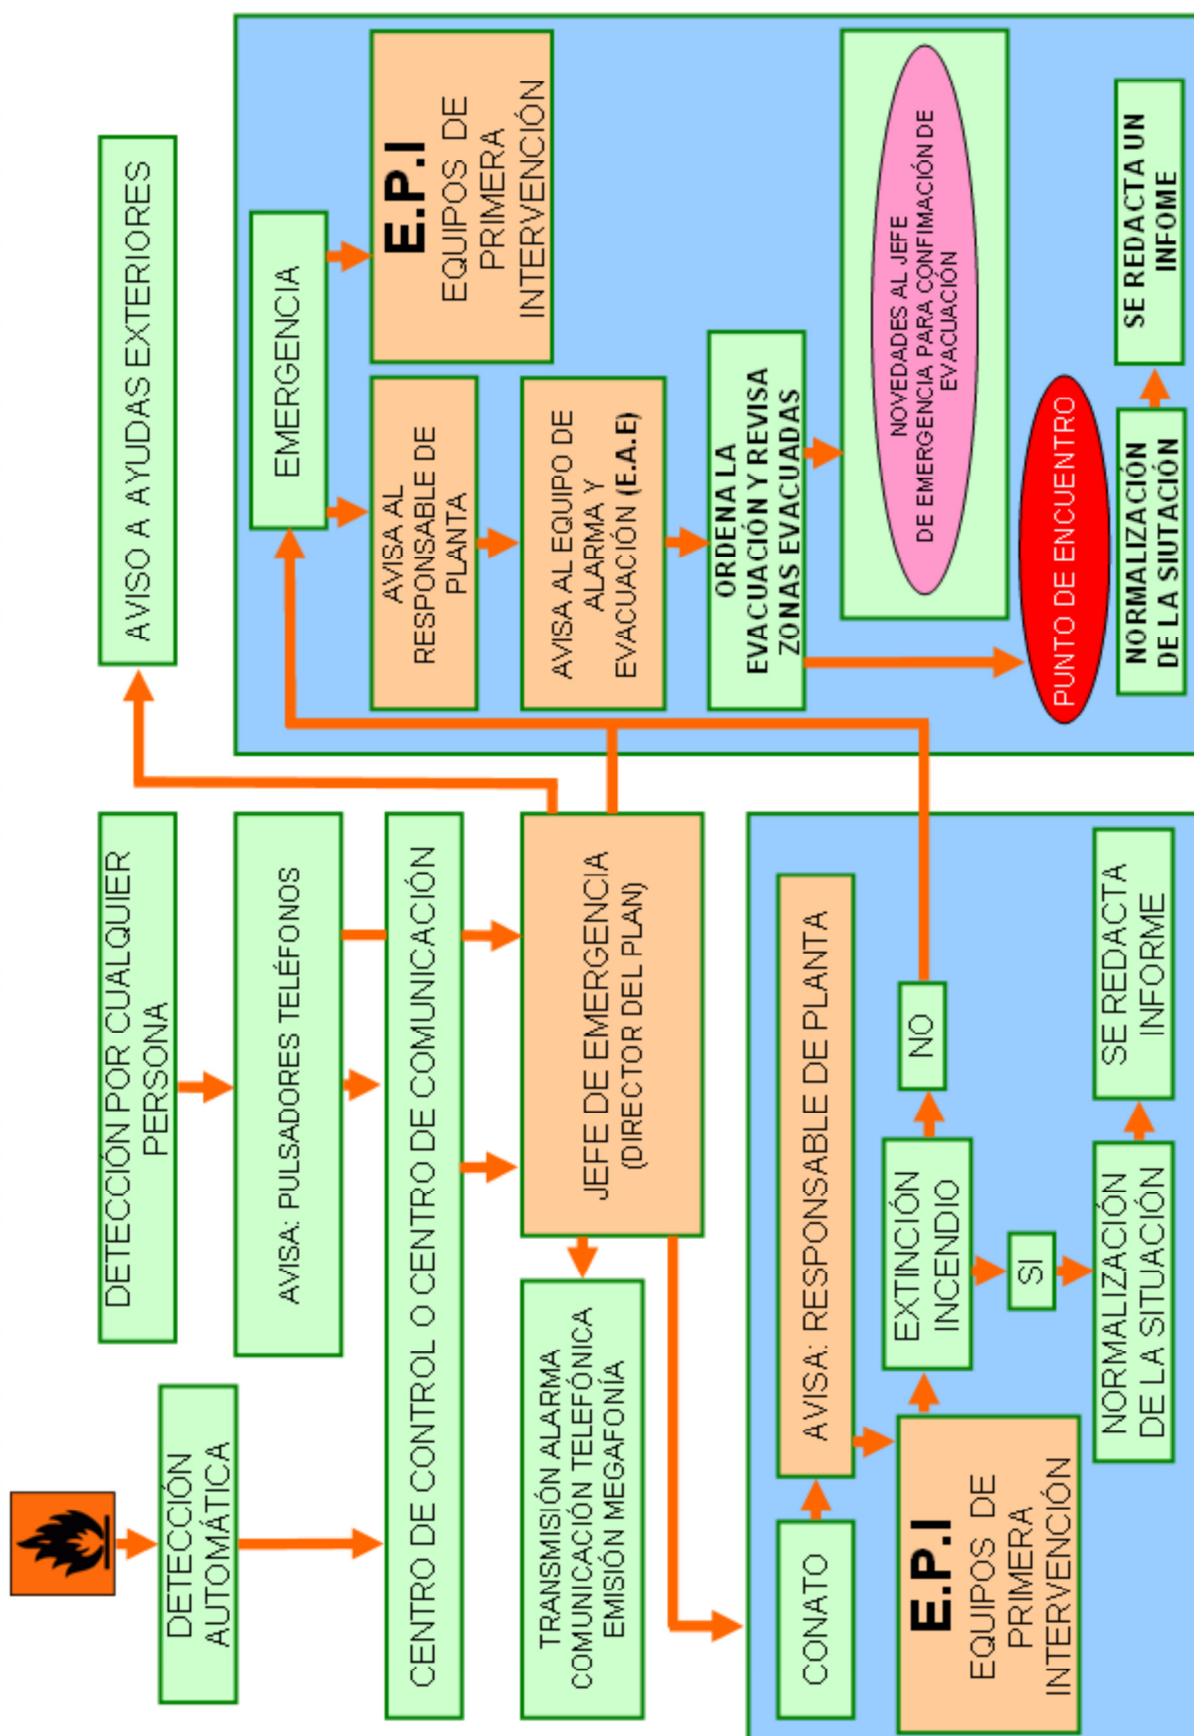 DETECCIÓN
AUTOMÁTICA
DETECCIÓN POR CUALQUIER
PERSONA
AVISO A AYUDAS EXTERIORES
AVISA: PULSADORES TELÉFONOS
CENTRO DE CONTROL O CENTRO DE COMUNICACIÓN
TRANSMISIÓN ALARMA
COMUNICACIÓN TELEFÓNICA
EMISIÓN MEGAFONÍA
JEFE DE EMERGENCIA
(DIRECTOR DEL PLAN)
CONATO
AVISA: RESPONSABLE DE PLANTA
E.P.I
EQUIPOS DE
PRIMERA
INTERVENCIÓN
EXTINCIÓN
INCENDIO
NO
SI
NORMALIZACIÓN
DE LA SITUACIÓN
SE REDACTA
INFORME
EMERGENCIA
AVISA AL
RESPONSABLE DE
PLANTA
E.P.I
EQUIPOS DE
PRIMERA
INTERVENCIÓN
AVISA AL EQUIPO DE
ALARMA Y
EVACUACIÓN (E.A.E)
ORDENA LA
EVACUACIÓN Y REVISA
ZONAS EVACUADAS
NOVEDADES AL JEFE
DE EMERGENCIA PARA CONFIMACIÓN DE
EVACUACIÓN
PUNTO DE ENCUENTRO
NORMALIZACIÓN
DE LA SIUTACIÓN
SE REDACTA UN
INFOME